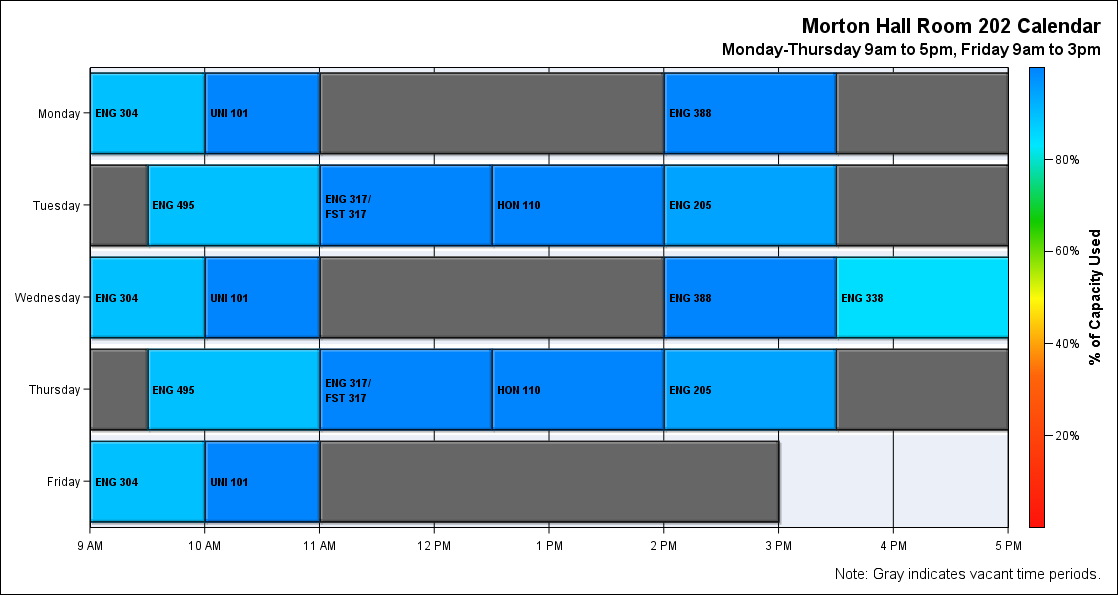 Morton Hall Room 202 Calendar
Monday-Thursday 9am to 5pm, Friday 9am to 3pm
Monday
ENG 304
UNI 101
ENG 388
Tuesday
ENG 495
ENG 317/
FST 317
HON 110
ENG 205
Wednesday
ENG 304
UNI 101
ENG 388
ENG 338
Thursday
ENG 495
ENG 317/
FST 317
HON 110
ENG 205
Friday
ENG 304
UNI 101
9 AM
10 AM
11 AM
12 PM
1 PM
2 PM
3 PM
4 PM
5 PM
80%
60%
40%
20%
% of Capacity Used
Note: Gray indicates vacant time periods.